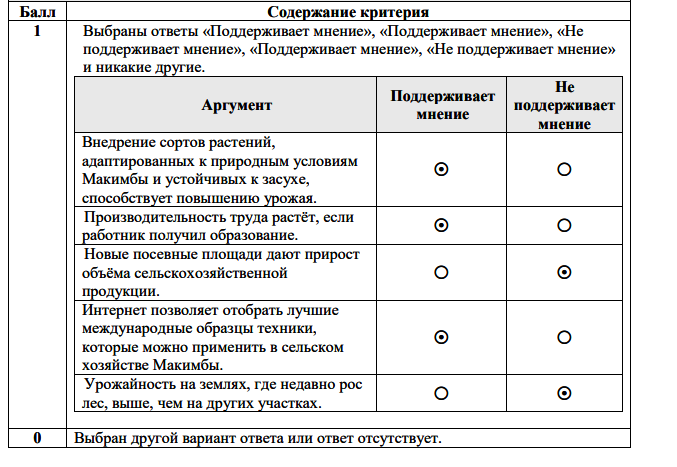 Балл Содержание критерия
1 Выбраны ответы «Поддерживает мнение», «Поддерживает мнение», «Не
поддерживает мнение», «Поддерживает мнение», «Не поддерживает мнение»
и никакие другие.
Аргумент
Поддерживает
мнение
Не
поддерживает
мнение
Внедрение сортов растений,
адаптированных к природным условиям
Макимбы и устойчивых к засухе,
способствует повышению урожая.
Производительность труда растёт, если
работник получил образование.
Новые посевные площади дают прирост
объёма сельскохозяйственной
продукции.
Интернет позволяет отобрать лучшие
международные образцы техники,
которые можно применить в сельском
хозяйстве Макимбы.
Урожайность на землях, где недавно рос
лес, выше, чем на других участках.
0 Выбран другой вариант ответа или ответ отсутствует.